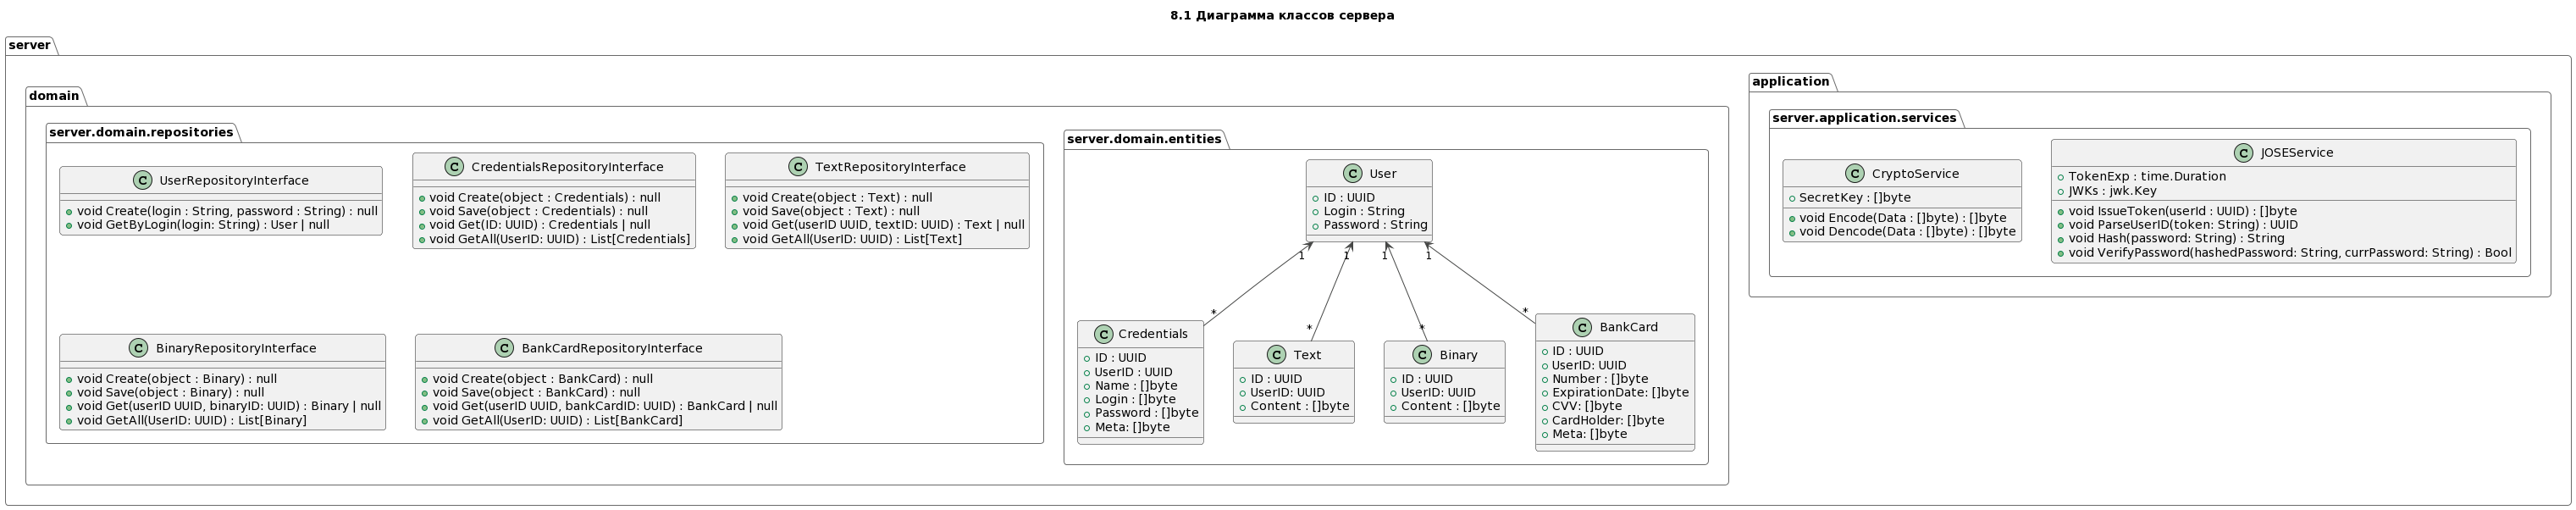 8.1 Диаграмма классов сервера
server
domain
server.domain.repositories
UserRepositoryInterface
void Create(login : String, password : String) : null
void GetByLogin(login: String) : User | null
CredentialsRepositoryInterface
void Create(object : Credentials) : null
void Save(object : Credentials) : null
void Get(ID: UUID) : Credentials | null
void GetAll(UserID: UUID) : List[Credentials]
TextRepositoryInterface
void Create(object : Text) : null
void Save(object : Text) : null
void Get(userID UUID, textID: UUID) : Text | null
void GetAll(UserID: UUID) : List[Text]
BinaryRepositoryInterface
void Create(object : Binary) : null
void Save(object : Binary) : null
void Get(userID UUID, binaryID: UUID) : Binary | null
void GetAll(UserID: UUID) : List[Binary]
BankCardRepositoryInterface
void Create(object : BankCard) : null
void Save(object : BankCard) : null
void Get(userID UUID, bankCardID: UUID) : BankCard | null
void GetAll(UserID: UUID) : List[BankCard]
server.domain.entities
User
ID : UUID
Login : String
Password : String
1
1
1
1
*
*
*
*
Credentials
ID : UUID
UserID : UUID
Name : []byte
Login : []byte
Password : []byte
Meta: []byte
Text
ID : UUID
UserID: UUID
Content : []byte
Binary
ID : UUID
UserID: UUID
Content : []byte
BankCard
ID : UUID
UserID: UUID
Number : []byte
ExpirationDate: []byte
CVV: []byte
CardHolder: []byte
Meta: []byte
application
server.application.services
CryptoService
SecretKey : []byte
void Encode(Data : []byte) : []byte
void Dencode(Data : []byte) : []byte
JOSEService
TokenExp : time.Duration
JWKs : jwk.Key
void IssueToken(userId : UUID) : []byte
void ParseUserID(token: String) : UUID
void Hash(password: String) : String
void VerifyPassword(hashedPassword: String, currPassword: String) : Bool